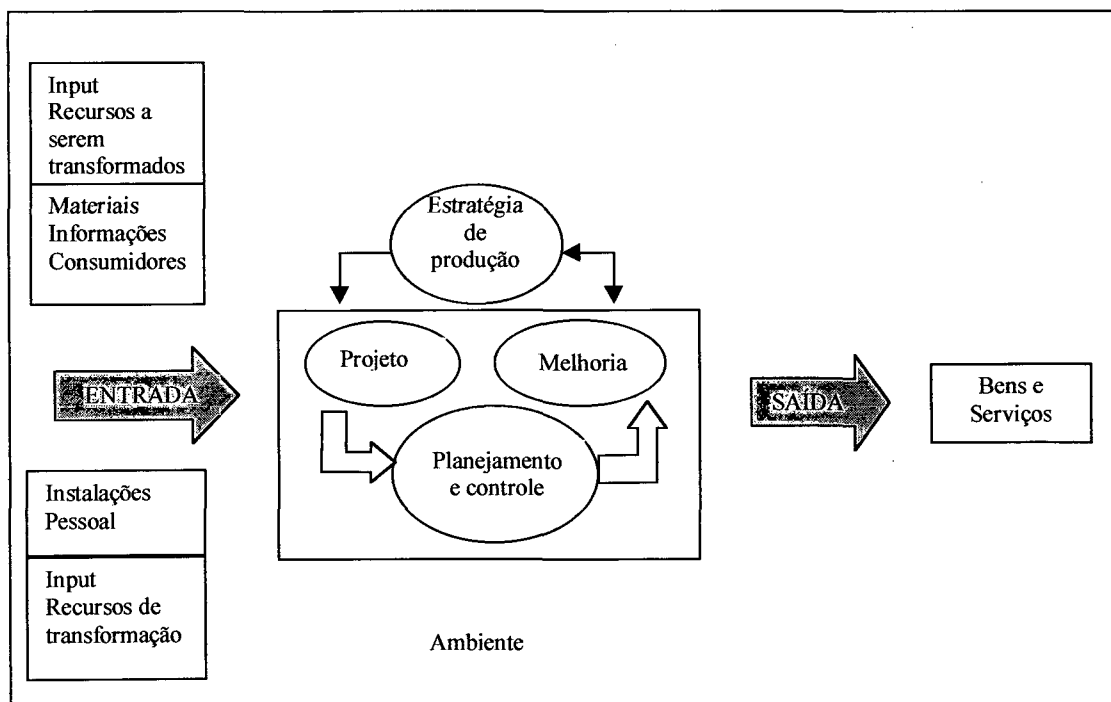 Input
Recursos a
serem
transformados
Materiais
Informações
Consumidores
Estratégia
de
produção
Projeto
Melhoria
ENTRADA
SAÍDA
Bens e
Serviços
Planejamento
e controle
Instalações
Pessoal
Input
Recursos de
transformação
Ambiente